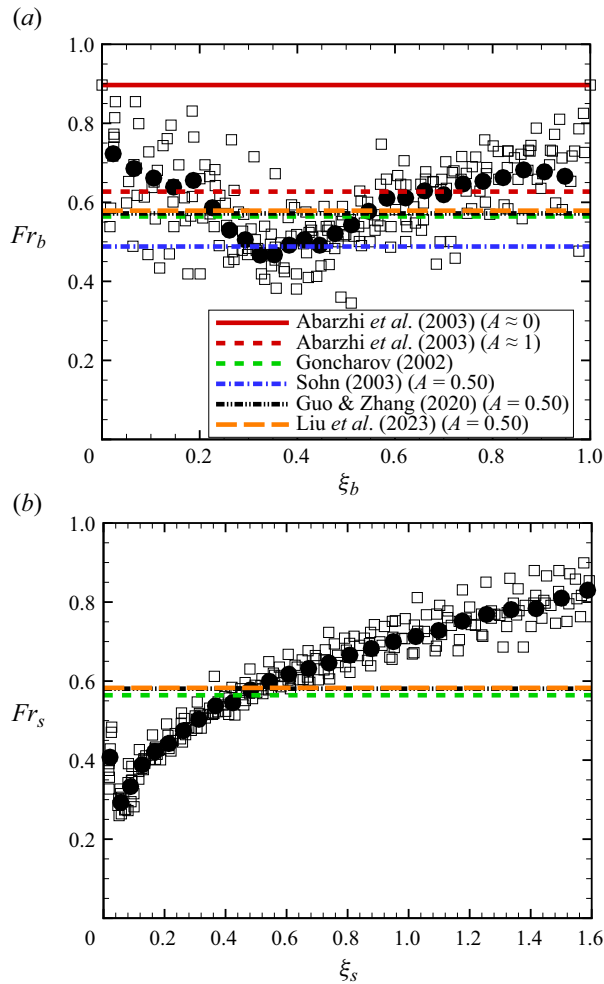 (a)
1.0
0.8
0.6
Fr_b
0.4
0.2
0 0.2 0.4 0.6 0.8 1.0
ξ_b
Abarzhi et al. (2003) (A ≈ 0)
Abarzhi et al. (2003) (A ≈ 1)
Goncharov (2002)
Sohn (2003) (A = 0.50)
Guo & Zhang (2020) (A = 0.50)
Liu et al. (2023) (A = 0.50)
(b)
1.0
0.8
0.6
Fr_s
0.4
0.2
0 0.2 0.4 0.6 0.8 1.0 1.2 1.4 1.6
ξ_s